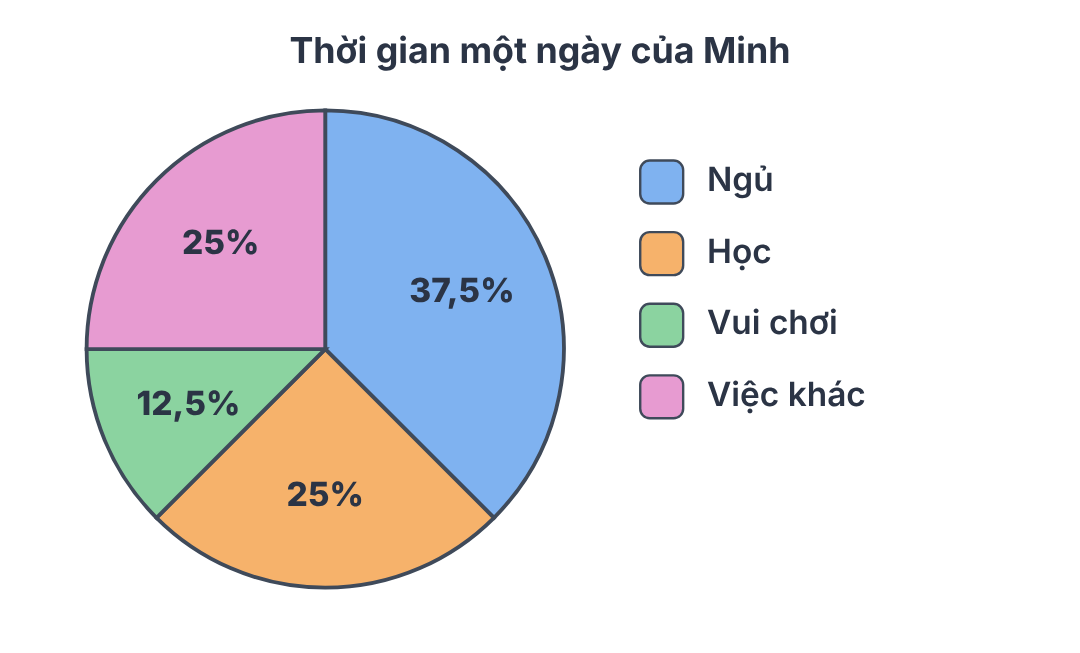 Thời gian một ngày của Minh
25%
37,5%
12,5%
25%
Ngủ
Học
Vui chơi
Việc khác